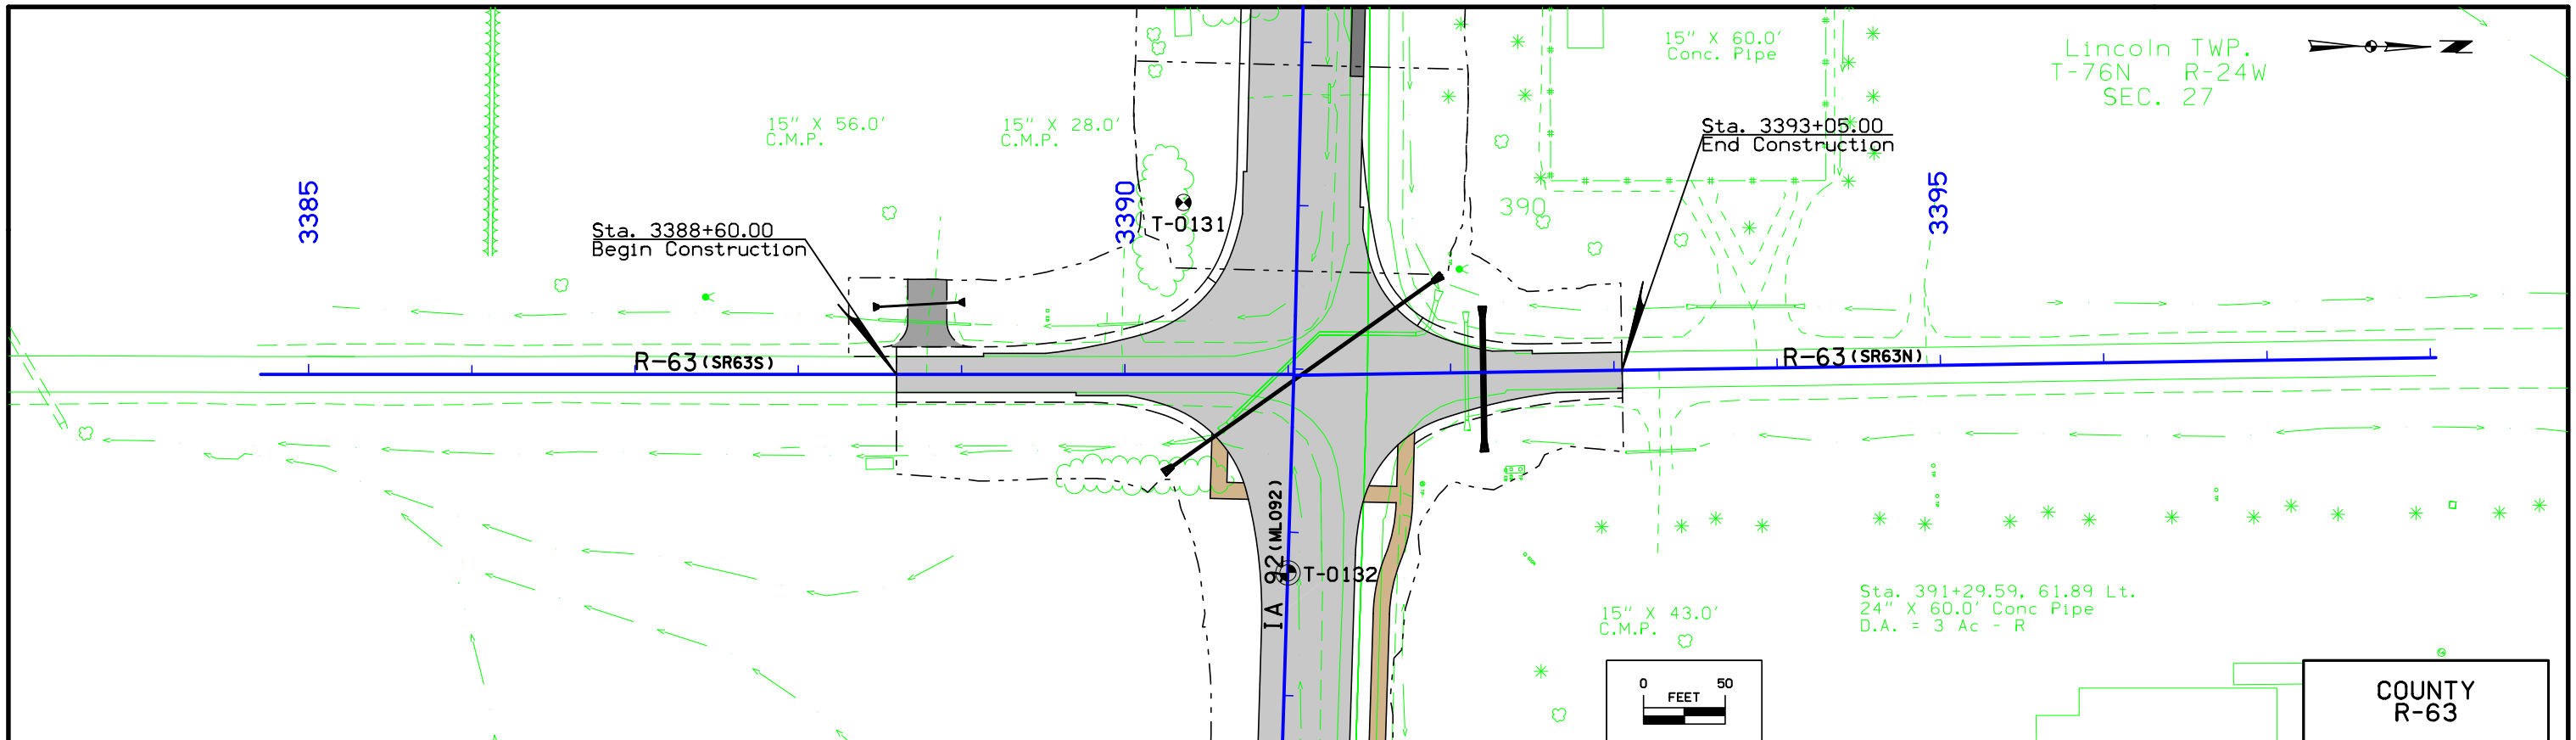 Lincoln TWP.
T-76N R-24W
SEC. 27
15" X 60.0'
Conc. Pipe
15" X 56.0'
C.M.P.
15" X 28.0'
C.M.P.
Sta. 3393+05.00
End Construction
3385
3390
3395
390
T-0131
Sta. 3388+60.00
Begin Construction
R-63 (SR63S)
R-63 (SR63N)
IA 92 (ML092)
T-0132
15" X 43.0'
C.M.P.
Sta. 391+29.59, 61.89 Lt.
24" X 60.0' Conc Pipe
D.A. = 3 Ac - R
0 50
FEET
COUNTY
R-63
N